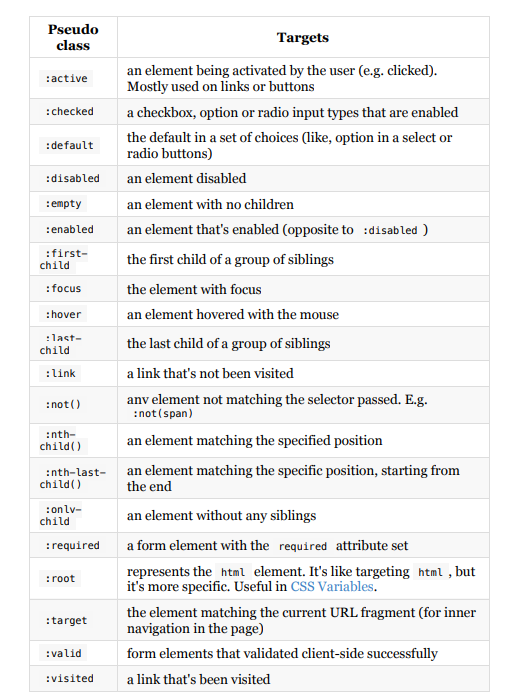 Pseudo
class
Targets
:active
an element being activated by the user (e.g. clicked).
Mostly used on links or buttons
:checked
a checkbox, option or radio input types that are enabled
:default
the default in a set of choices (like, option in a select or
radio buttons)
:disabled
an element disabled
:empty
an element with no children
:enabled
an element that's enabled (opposite to :disabled )
:first-
child
the first child of a group of siblings
:focus
the element with focus
:hover
an element hovered with the mouse
:last-
child
the last child of a group of siblings
:link
a link that's not been visited
:not()
any element not matching the selector passed. E.g.
:not(span)
:nth-
child()
an element matching the specified position
:nth-last-
child()
an element matching the specific position, starting from
the end
:only-
child
an element without any siblings
:required
a form element with the required attribute set
:root
represents the html element. It's like targeting html , but
it's more specific. Useful in CSS Variables.
:target
the element matching the current URL fragment (for inner
navigation in the page)
:valid
form elements that validated client-side successfully
:visited
a link that's been visited